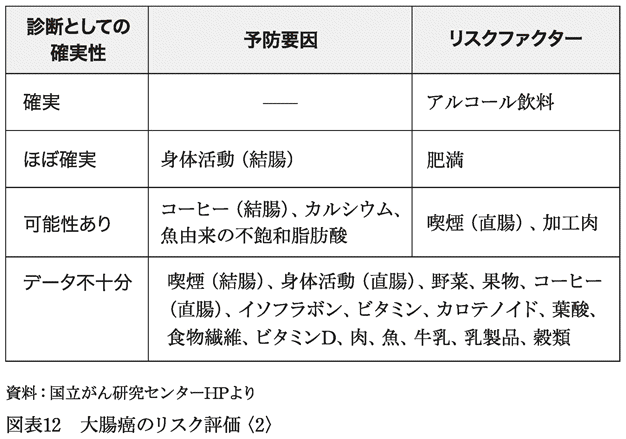 診断としての
確実性
予防要因
リスクファクター
確実
——
アルコール飲料
ほぼ確実
身体活動（結腸）
肥満
可能性あり
コーヒー（結腸）、カルシウム、
魚由来の不飽和脂肪酸
喫煙（直腸）、加工肉
データ不十分
喫煙（結腸）、身体活動（直腸）、野菜、果物、コーヒー
（直腸）、イソフラボン、ビタミン、カロテノイド、葉酸、
食物繊維、ビタミンD、肉、魚、牛乳、乳製品、穀類
資料：国立がん研究センターHPより
図表12　大腸癌のリスク評価〈2〉